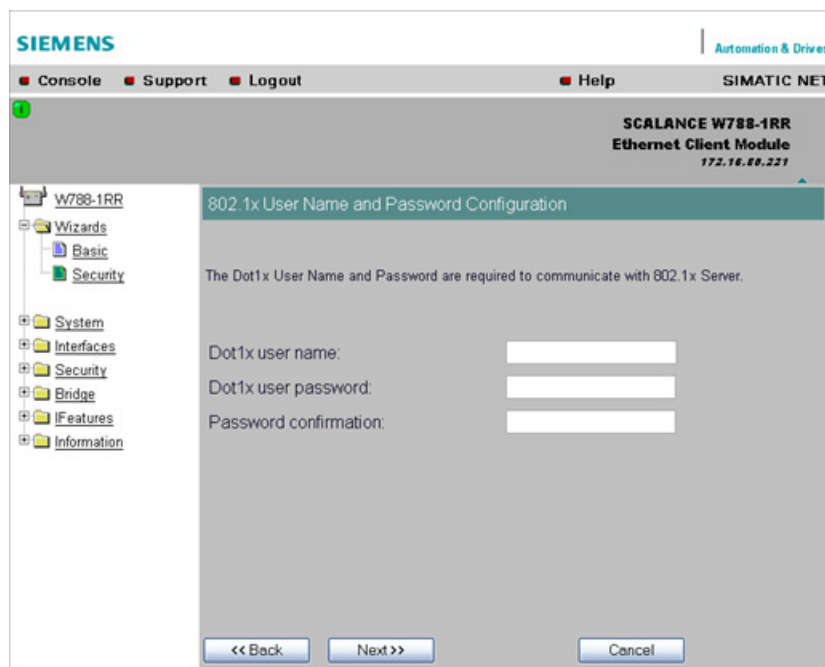 SIEMENS
Automation & Drives
Console Support Logout Help SIMATIC NET
SCALANCE W788-1RR
Ethernet Client Module
172.16.80.221
W788-1RR
Wizards
Basic
Security
System
Interfaces
Security
Bridge
IFeatures
Information
802.1x User Name and Password Configuration
The Dot1x User Name and Password are required to communicate with 802.1x Server.
Dot1x user name:
Dot1x user password:
Password confirmation:
<< Back Next >> Cancel